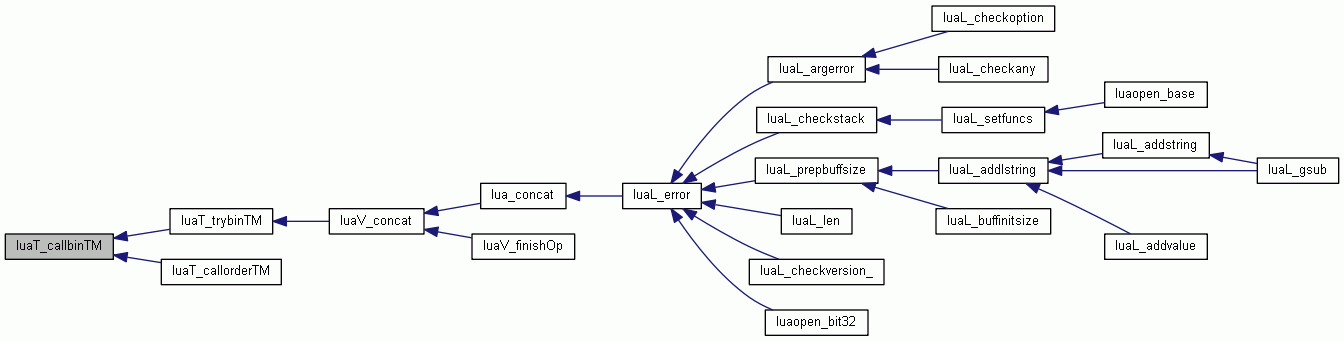 luaL_checkoption
luaL_argerror
luaL_checkany
luaopen_base
luaL_checkstack
luaL_setfuncs
luaL_addstring
luaL_prepbuffsize
luaL_addlstring
luaL_gsub
lua_concat
luaL_error
luaT_trybinTM
luaV_concat
luaL_len
luaL_buffinitsize
luaT_callbinTM
luaV_finishOp
luaL_addvalue
luaT_callorderTM
luaL_checkversion_
luaopen_bit32